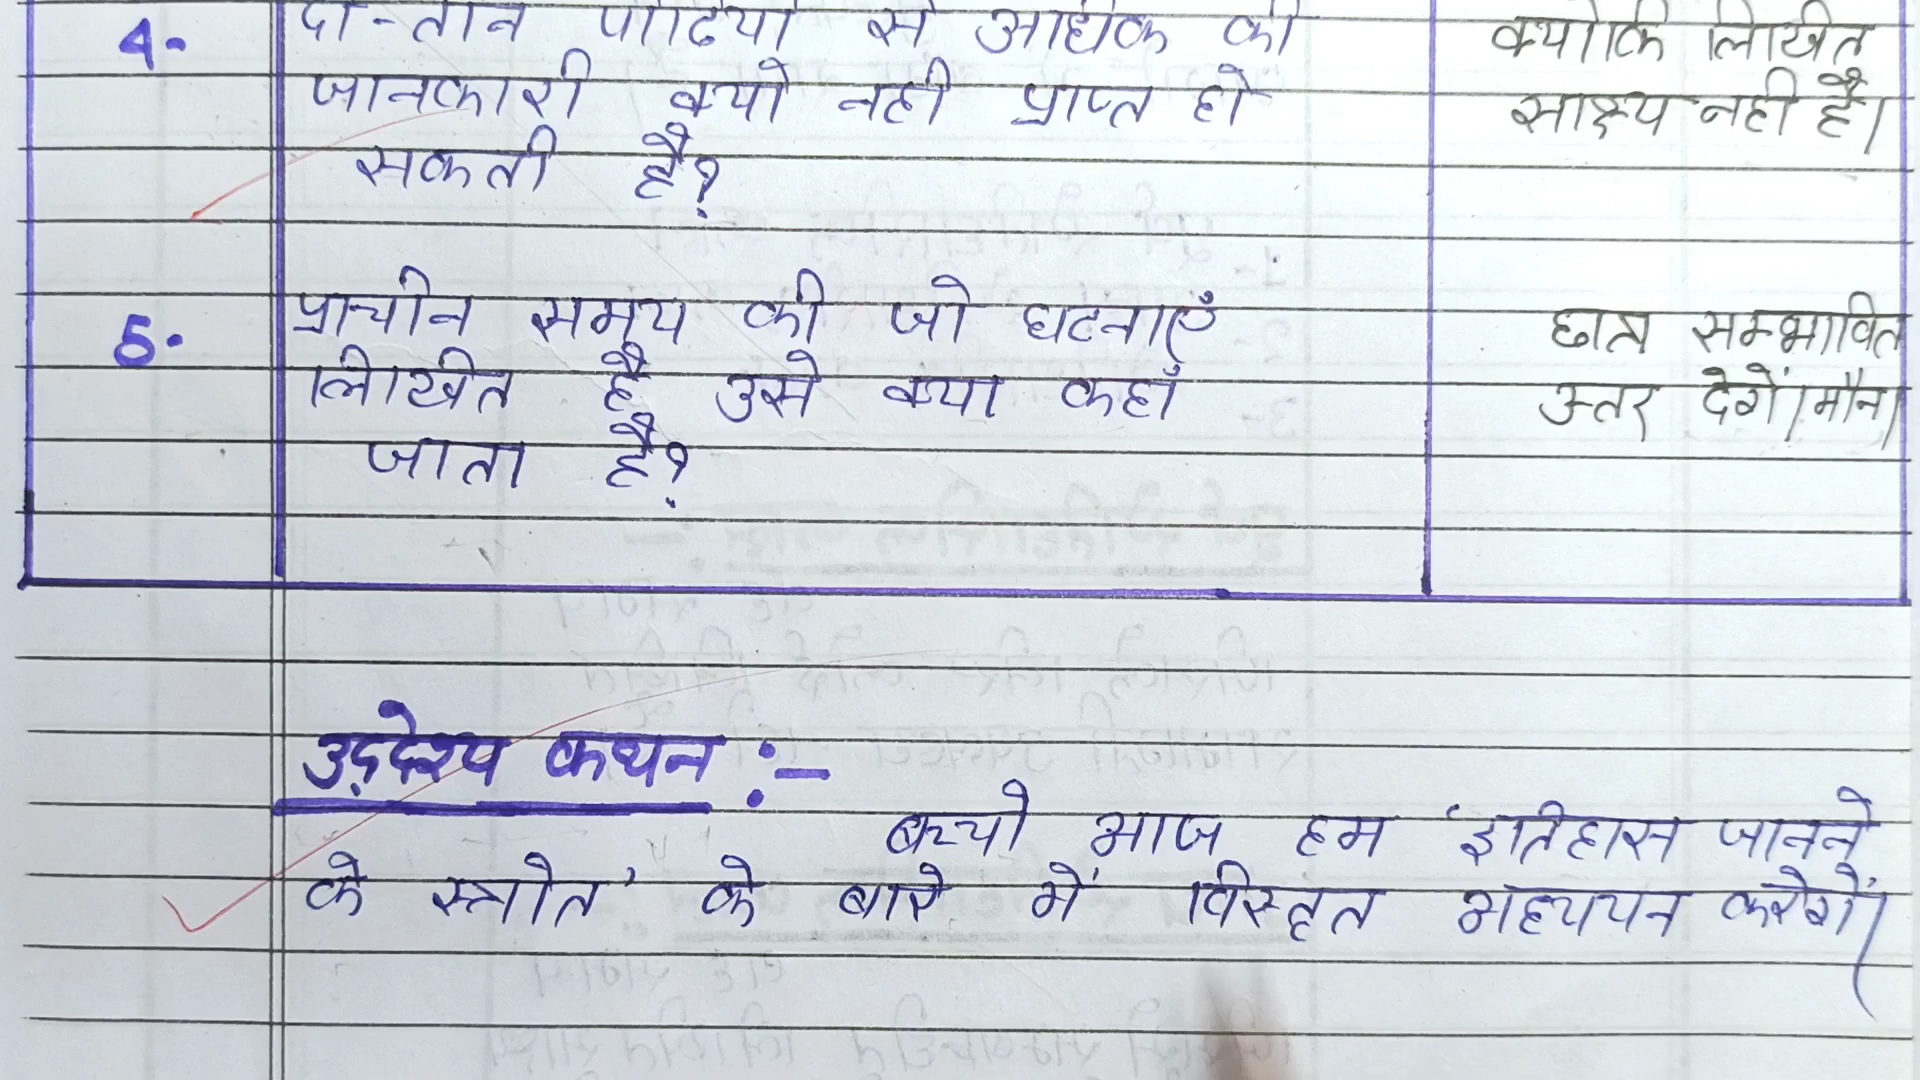 4.
दो-तीन पीढियों से अधिक की
जानकारी क्यों नही प्राप्त हो
सकती है?
क्योंकि लिखित
साक्ष्य नही है।
5.
प्राचीन समय की जो घटनाएँ
लिखित है उसे क्या कहाँ
जाता है?
छात्र सम्भावित
उत्तर देगें।मौन।
उद्देश्य कथन :-
बच्चो आज हम 'इतिहास जानने
के स्त्रोत' के बारे में विस्तृत अध्ययन करेगें।